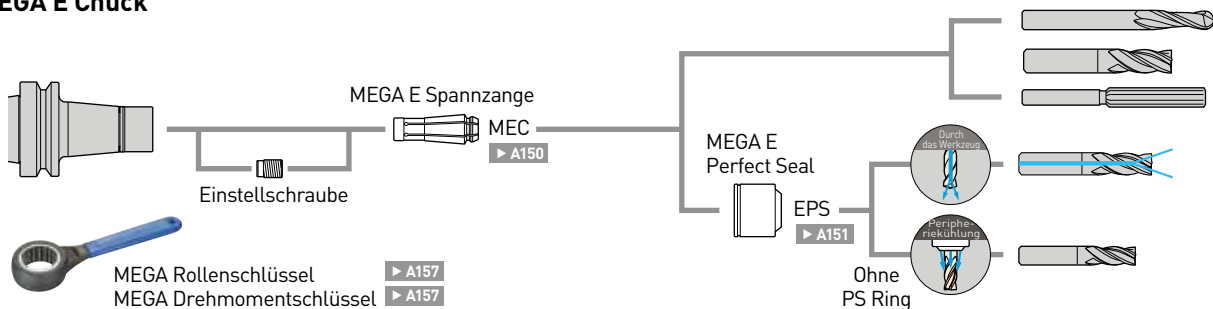 EGA E Chuck
MEGA E Spannzange
MEC
▶ A150
Einstellschraube
MEGA E
Perfect Seal
EPS
▶ A151
Durch
das Werkzeug
Periphe-
riekühlung
Ohne
PS Ring
MEGA Rollenschlüssel ▶ A157
MEGA Drehmomentschlüssel ▶ A157